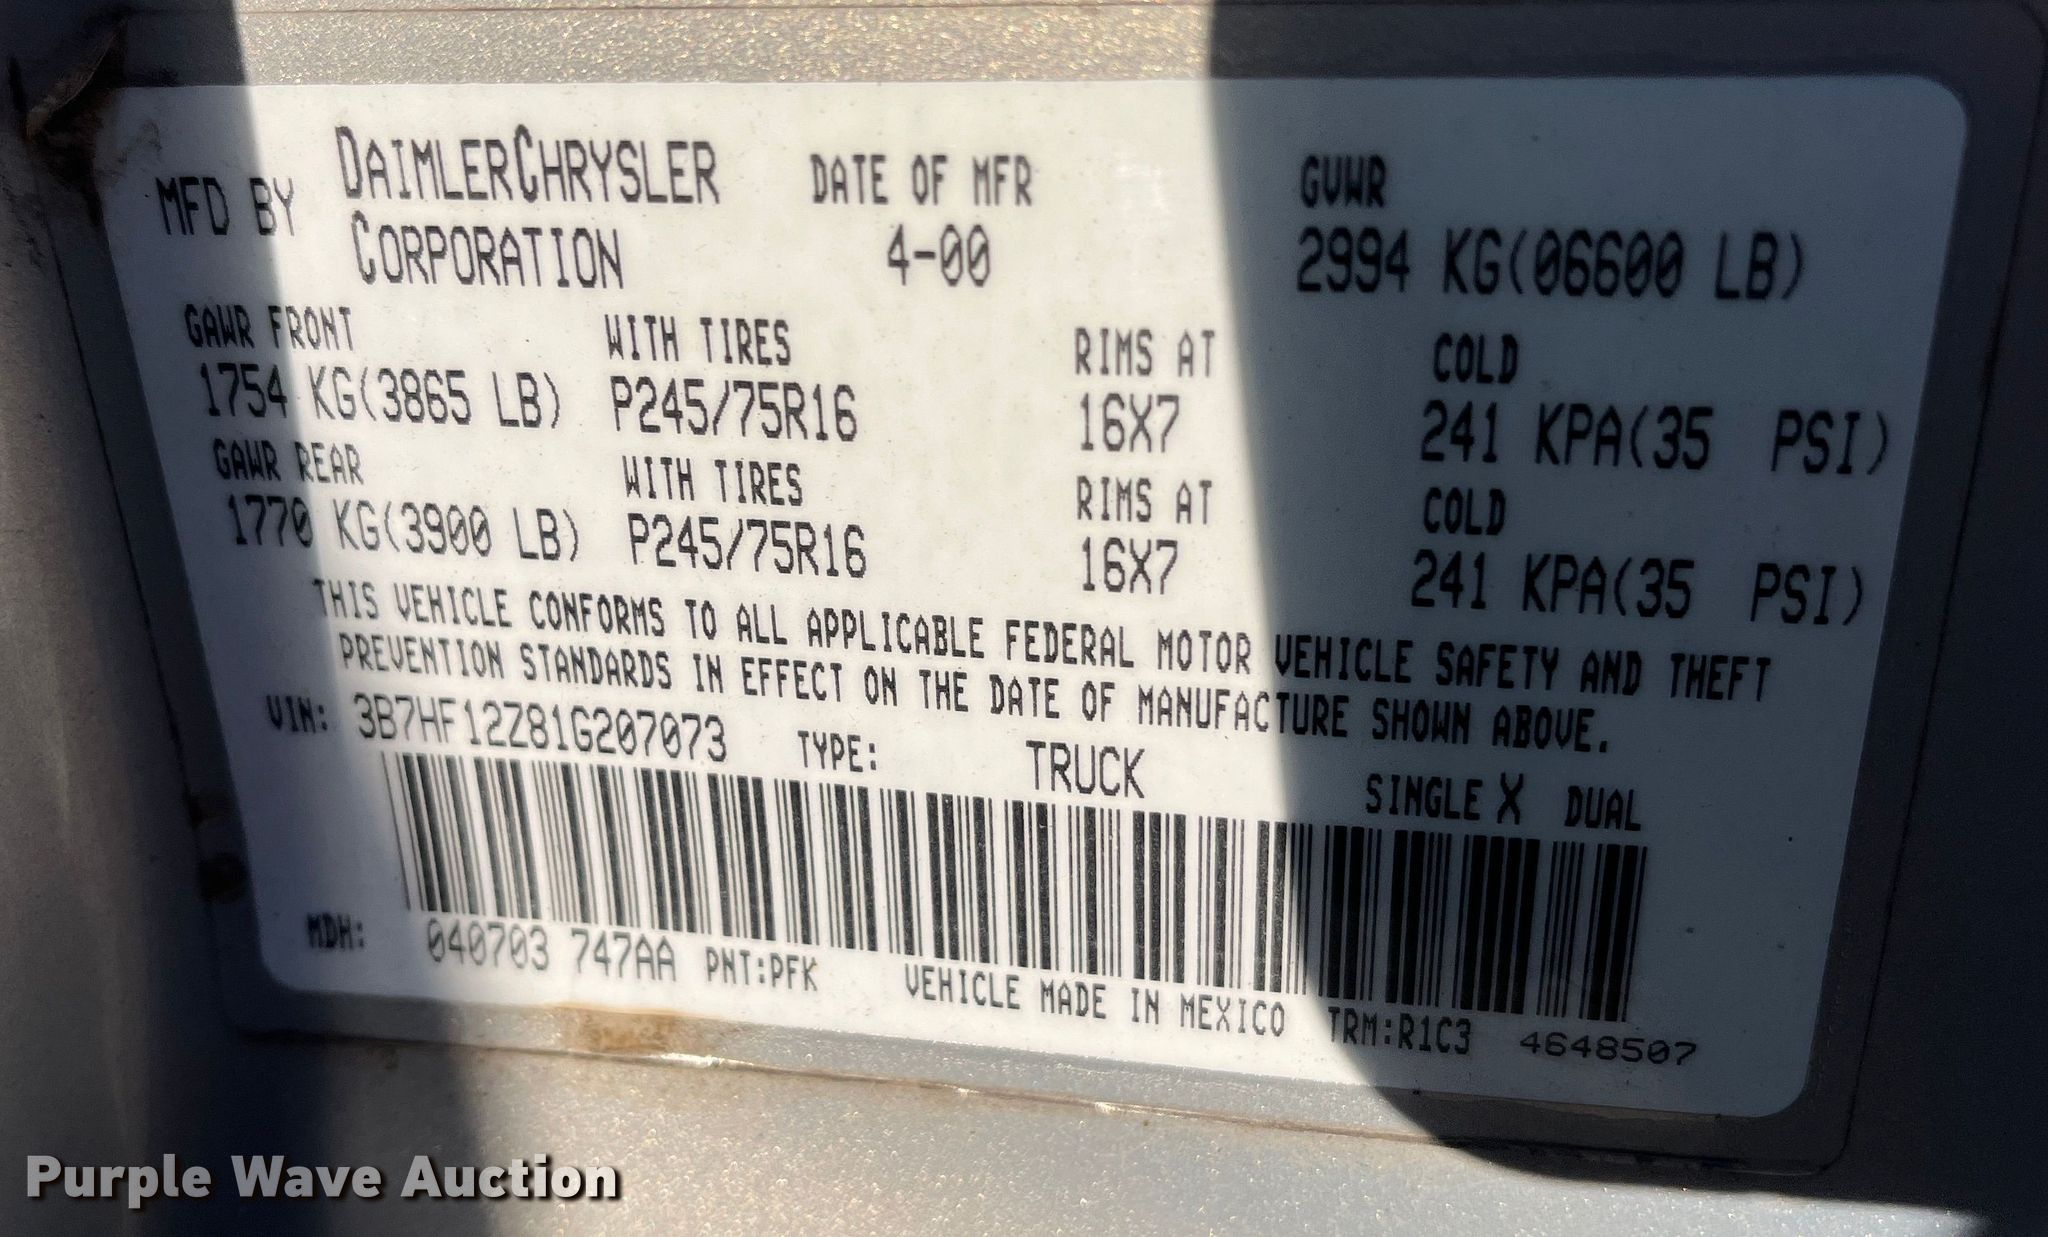 MFD BY DAIMLERCHRYSLER CORPORATION
DATE OF MFR
4-00
GVWR
2994 KG(06600 LB)
GAWR FRONT WITH TIRES RIMS AT COLD
1754 KG(3865 LB) P245/75R16 16X7 241 KPA(35 PSI)
GAWR REAR WITH TIRES RIMS AT COLD
1770 KG(3900 LB) P245/75R16 16X7 241 KPA(35 PSI)
THIS VEHICLE CONFORMS TO ALL APPLICABLE FEDERAL MOTOR VEHICLE SAFETY AND THEFT
PREVENTION STANDARDS IN EFFECT ON THE DATE OF MANUFACTURE SHOWN ABOVE.
VIN: 3B7HF12Z81G207073 TYPE: TRUCK SINGLE X DUAL
MDH: 040703 747AA PNT:PFK VEHICLE MADE IN MEXICO TRM:R1C3 4648507
Purple Wave Auction